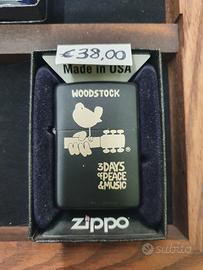 €38,00
Made in USA
WOODSTOCK
®
3 DAYS
OF PEACE
& MUSIC
zippo
subito